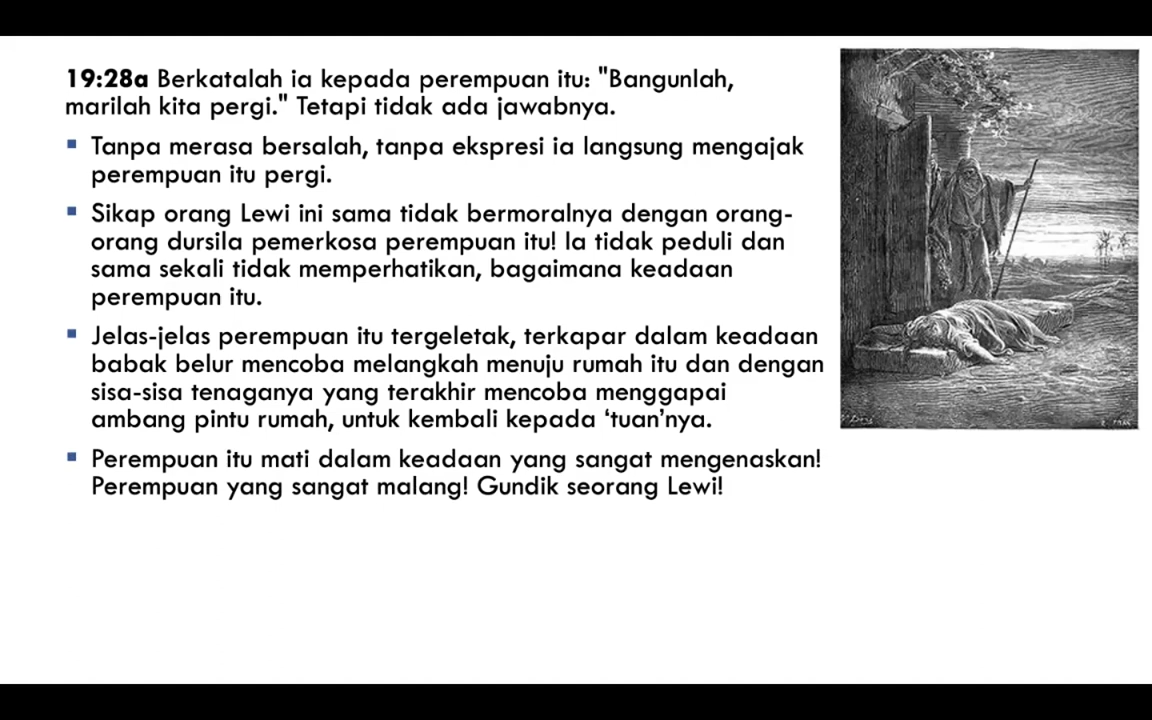 19:28a Berkatalah ia kepada perempuan itu: "Bangunlah,
marilah kita pergi." Tetapi tidak ada jawabnya.
▪ Tanpa merasa bersalah, tanpa ekspresi ia langsung mengajak
perempuan itu pergi.
▪ Sikap orang Lewi ini sama tidak bermoralnya dengan orang-
orang dursila pemerkosa perempuan itu! Ia tidak peduli dan
sama sekali tidak memperhatikan, bagaimana keadaan
perempuan itu.
▪ Jelas-jelas perempuan itu tergeletak, terkapar dalam keadaan
babak belur mencoba melangkah menuju rumah itu dan dengan
sisa-sisa tenaganya yang terakhir mencoba menggapai
ambang pintu rumah, untuk kembali kepada ‘tuan’nya.
▪ Perempuan itu mati dalam keadaan yang sangat mengenaskan!
Perempuan yang sangat malang! Gundik seorang Lewi!